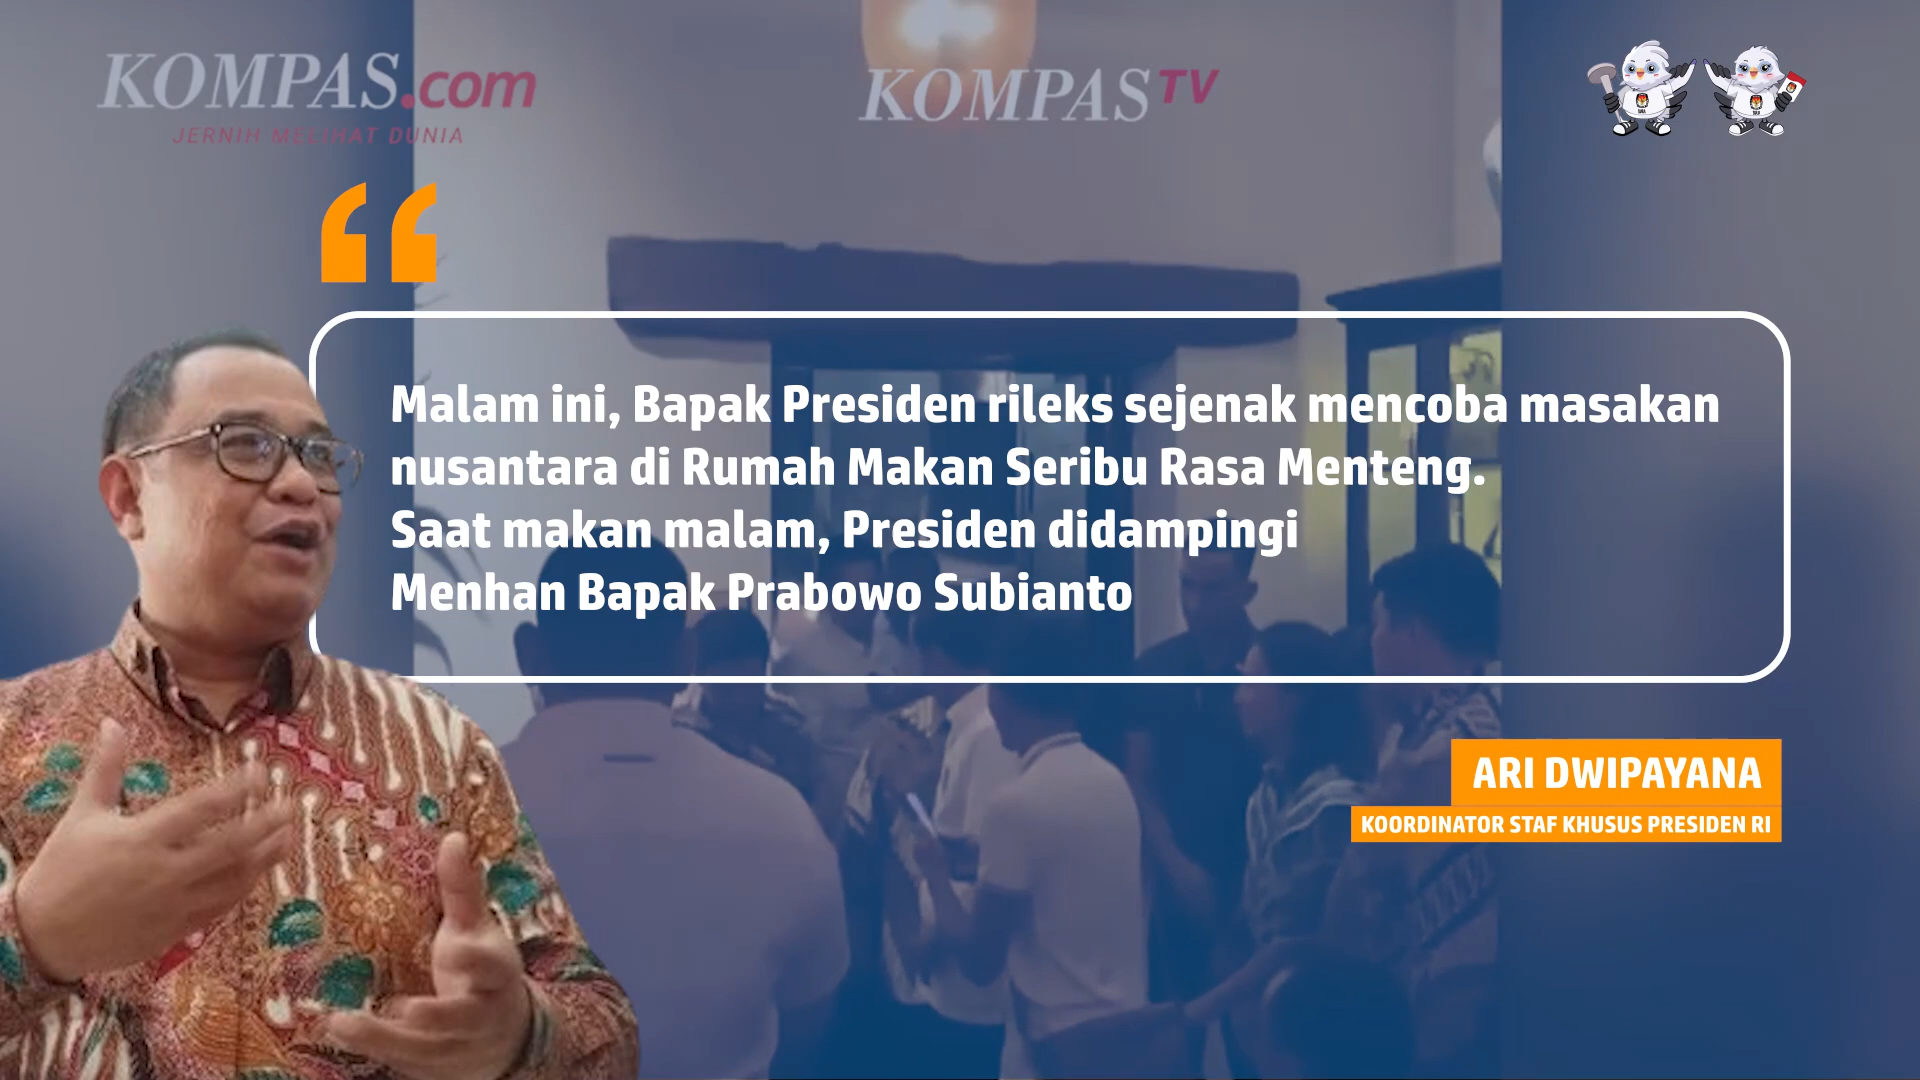 KOMPAS.com
JERNIH MELIHAT DUNIA
KOMPAS TV
Malam ini, Bapak Presiden rileks sejenak mencoba masakan
nusantara di Rumah Makan Seribu Rasa Menteng.
Saat makan malam, Presiden didampingi
Menhan Bapak Prabowo Subianto
ARI DWIPAYANA
KOORDINATOR STAF KHUSUS PRESIDEN RI